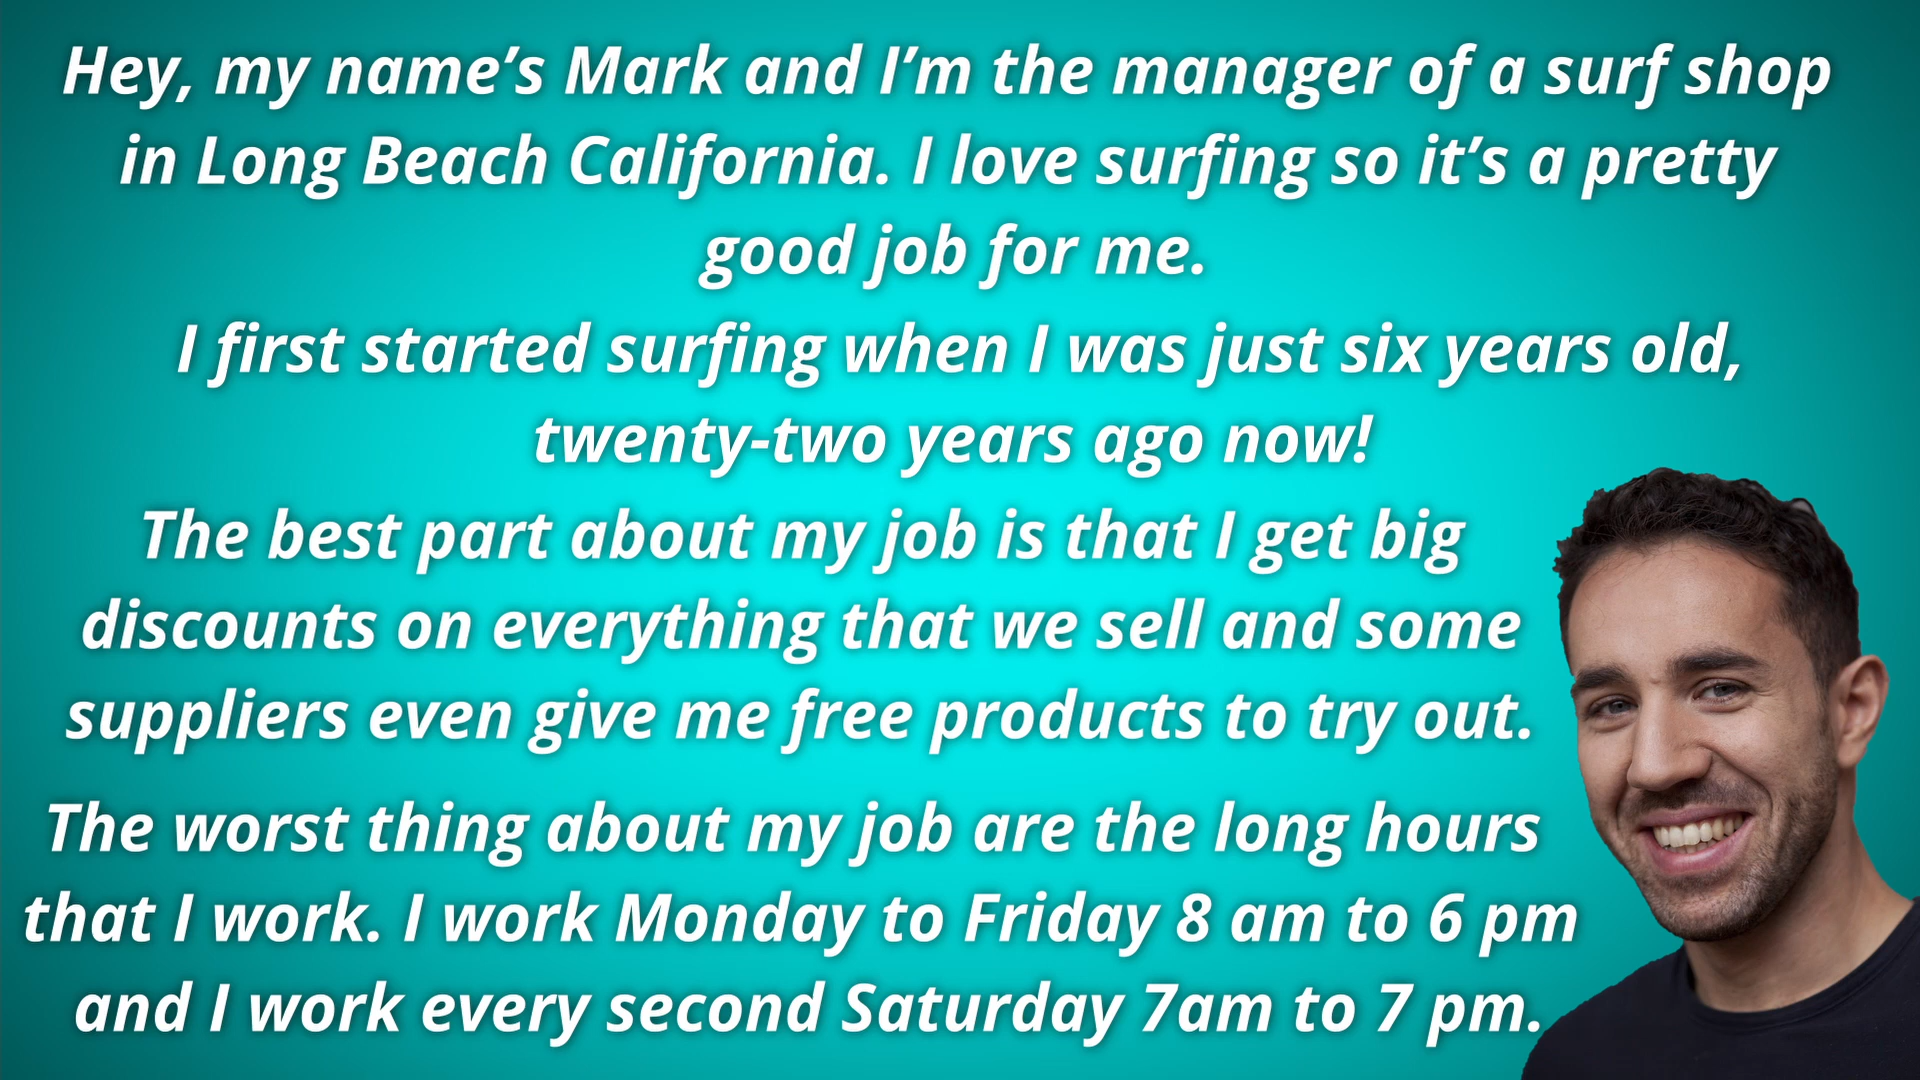 Hey, my name’s Mark and I’m the manager of a surf shop
in Long Beach California. I love surfing so it’s a pretty
good job for me.
I first started surfing when I was just six years old,
twenty-two years ago now!
The best part about my job is that I get big
discounts on everything that we sell and some
suppliers even give me free products to try out.
The worst thing about my job are the long hours
that I work. I work Monday to Friday 8 am to 6 pm
and I work every second Saturday 7am to 7 pm.